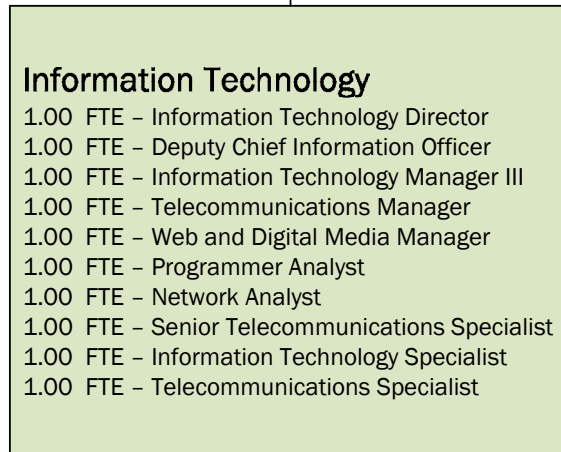 Information Technology
1.00 FTE – Information Technology Director
1.00 FTE – Deputy Chief Information Officer
1.00 FTE – Information Technology Manager III
1.00 FTE – Telecommunications Manager
1.00 FTE – Web and Digital Media Manager
1.00 FTE – Programmer Analyst
1.00 FTE – Network Analyst
1.00 FTE – Senior Telecommunications Specialist
1.00 FTE – Information Technology Specialist
1.00 FTE – Telecommunications Specialist